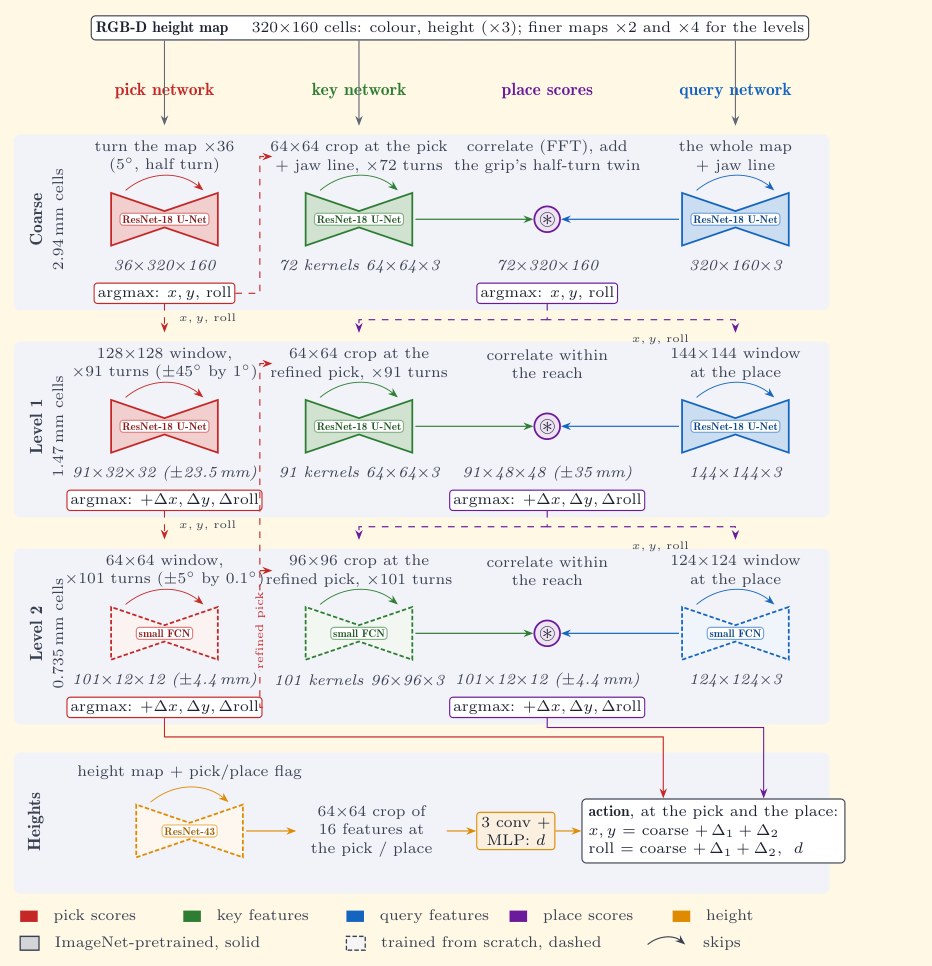 RGB-D height map 320×160 cells: colour, height (×3); finer maps ×2 and ×4 for the levels
pick network key network place scores query network
Coarse
2.94 mm cells
turn the map ×36
(5°, half turn)
64×64 crop at the pick
+ jaw line, ×72 turns
correlate (FFT), add
the grip's half-turn twin
the whole map
+ jaw line
ResNet-18 U-Net
ResNet-18 U-Net
⊛
ResNet-18 U-Net
36×320×160
72 kernels 64×64×3
72×320×160
320×160×3
argmax: x, y, roll
argmax: x, y, roll
x, y, roll
x, y, roll
Level 1
1.47 mm cells
128×128 window,
×91 turns (±45° by 1°)
64×64 crop at the
refined pick, ×91 turns
correlate within
the reach
144×144 window
at the place
ResNet-18 U-Net
ResNet-18 U-Net
⊛
ResNet-18 U-Net
91×32×32 (±23.5 mm)
91 kernels 64×64×3
91×48×48 (±35 mm)
144×144×3
argmax: +Δx, Δy, Δroll
argmax: +Δx, Δy, Δroll
x, y, roll
x, y, roll
Level 2
0.735 mm cells
64×64 window,
×101 turns (±5° by 0.1°)
96×96 crop at the
refined pick, ×101 turns
correlate within
the reach
124×124 window
at the place
small FCN
refined pick
small FCN
⊛
small FCN
101×12×12 (±4.4 mm)
101 kernels 96×96×3
101×12×12 (±4.4 mm)
124×124×3
argmax: +Δx, Δy, Δroll
argmax: +Δx, Δy, Δroll
Heights
height map + pick/place flag
ResNet-43
64×64 crop of
16 features at
the pick / place
3 conv +
MLP: d
action, at the pick and the place:
x, y = coarse + Δ₁ + Δ₂
roll = coarse + Δ₁ + Δ₂, d
pick scores key features query features place scores height
ImageNet-pretrained, solid trained from scratch, dashed skips